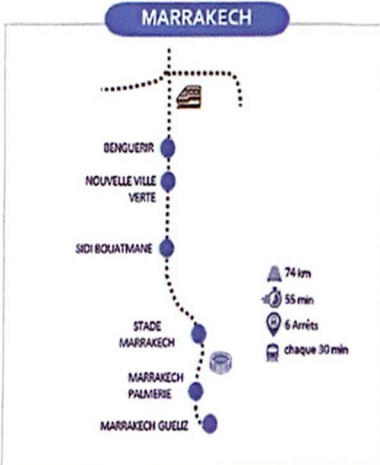 MARRAKECH
BENGUERIR
NOUVELLE VILLE
VERTE
SIDI BOUATMANE
STADE
MARRAKECH
MARRAKECH
PALMERIE
MARRAKECH GUELIZ
74 km
55 min
6 Arrêts
chaque 30 min